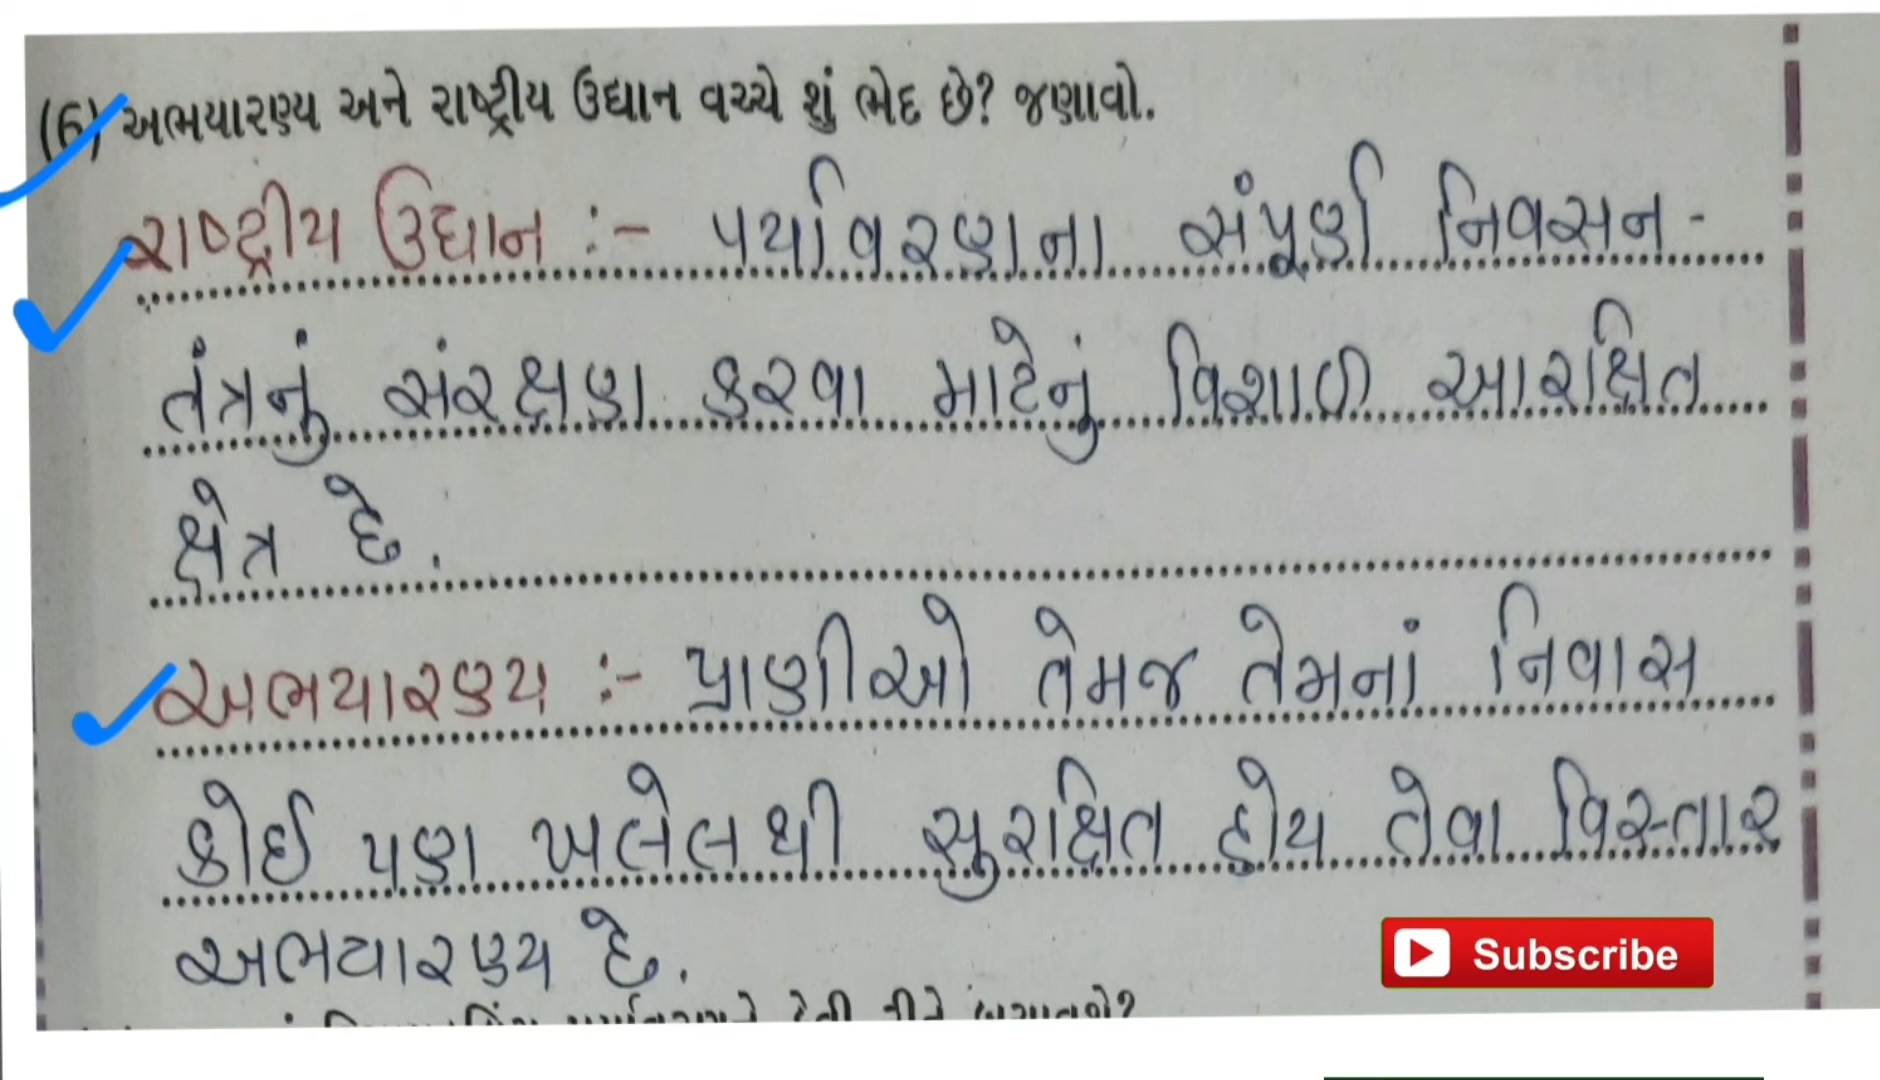 (6) અભયારણ્ય અને રાષ્ટ્રીય ઉદ્યાન વચ્ચે શું ભેદ છે? જણાવો.
રાષ્ટ્રીય ઉદ્યાન :- પર્યાવરણના સંપૂર્ણ નિવસન-
તંત્રનું સંરક્ષણ કરવા માટેનું વિશાળ આરક્ષિત
ક્ષેત્ર છે.
અભયારણ્ય :- પ્રાણીઓ તેમજ તેમનાં નિવાસ
કોઈ પણ ખલેલથી સુરક્ષિત હોય તેવા વિસ્તાર
અભયારણ્ય છે.
Subscribe